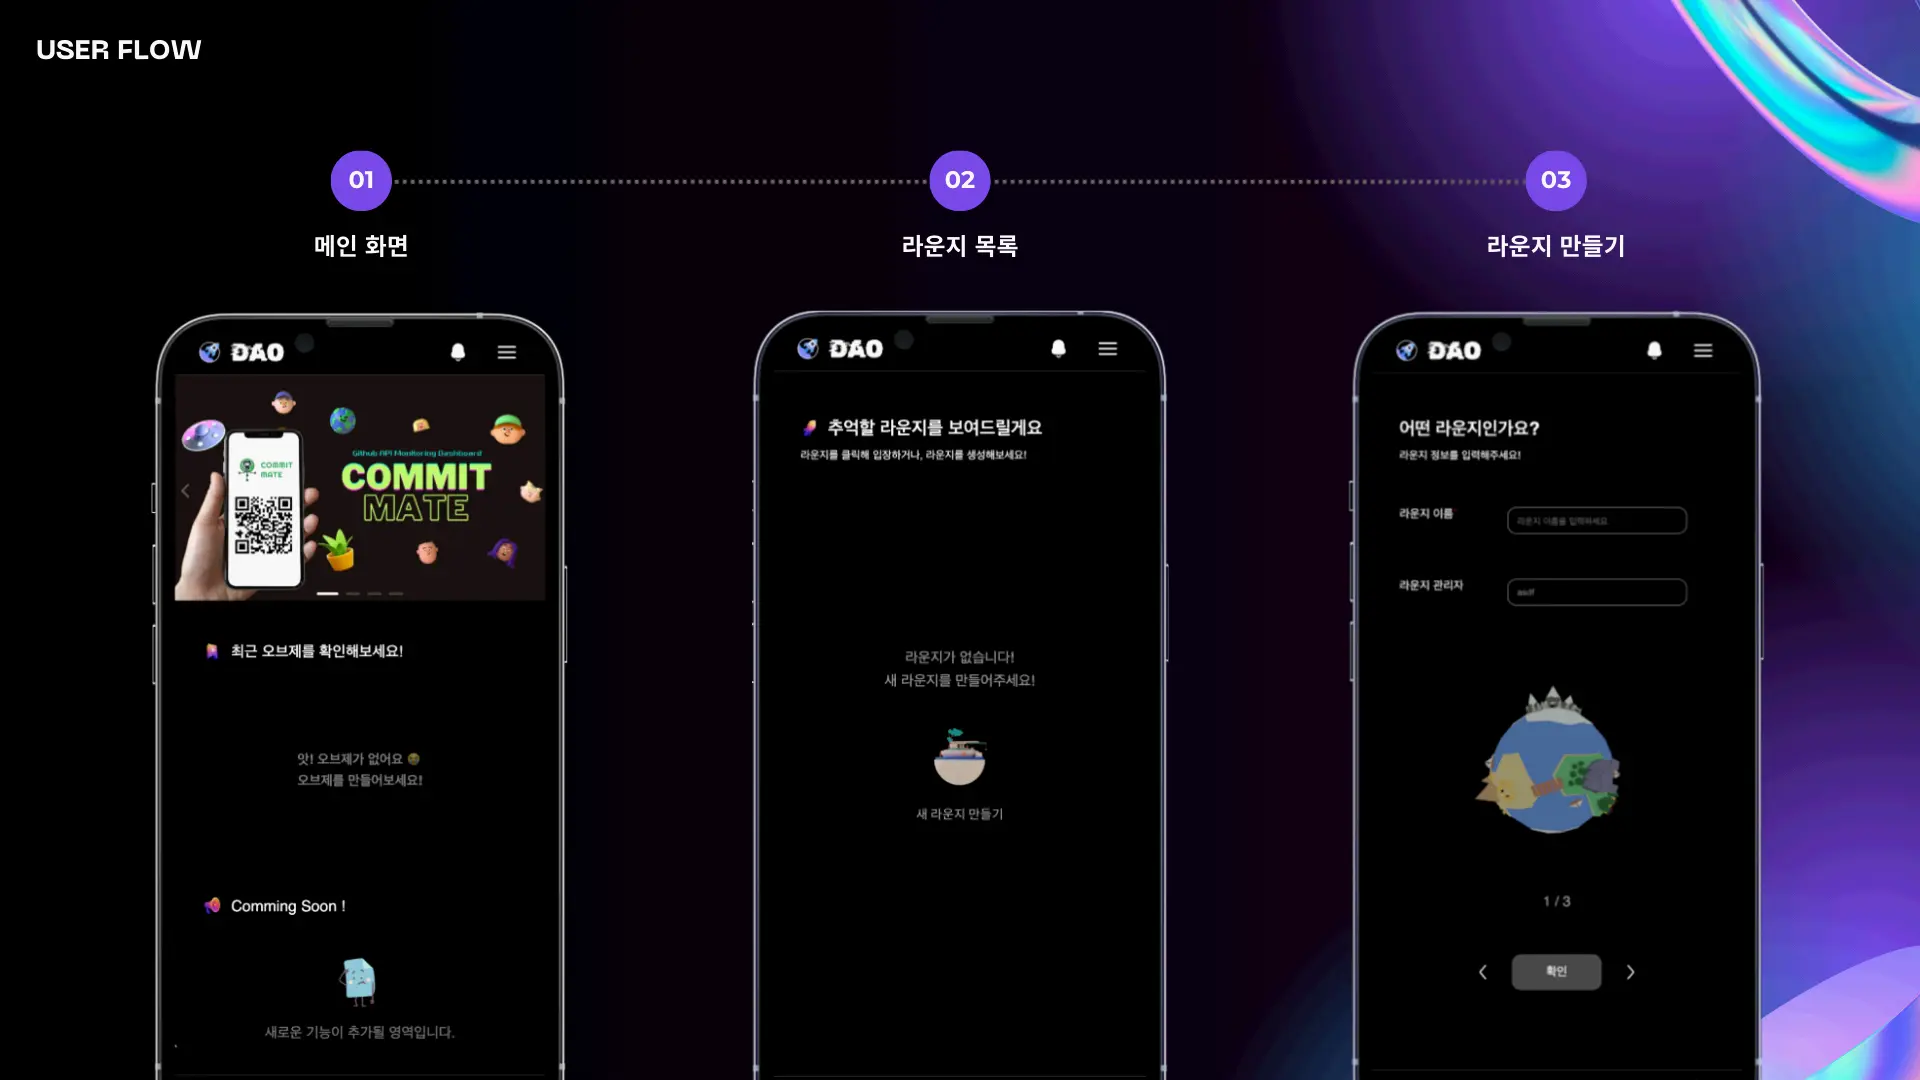 USER FLOW
01
메인 화면
02
라운지 목록
03
라운지 만들기
DAO
COMMIT
MATE
Github API Monitoring Dashboard
COMMIT
MATE
최근 오브제를 확인해보세요!
앗! 오브제가 없어요
오브제를 만들어보세요!
Comming Soon !
새로운 기능이 추가될 영역입니다.
DAO
추억할 라운지를 보여드릴게요
라운지를 클릭해 입장하거나, 라운지를 생성해보세요!
라운지가 없습니다!
새 라운지를 만들어주세요!
새 라운지 만들기
DAO
어떤 라운지인가요?
라운지 정보를 입력해주세요!
라운지 이름
라운지 이름을 입력하세요
라운지 관리자
asdf
1 / 3
확인